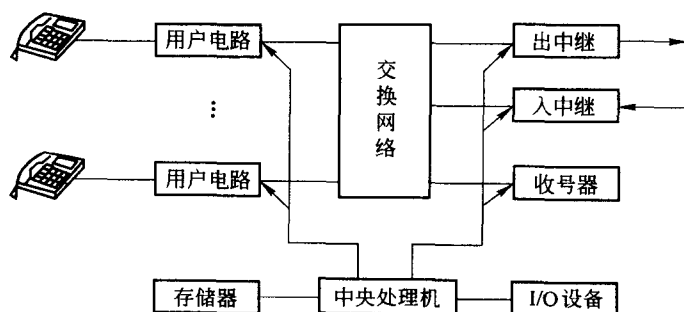 用户电路
出中继
交换网络
入中继
⋮
用户电路
收号器
存储器
中央处理机
I/O设备